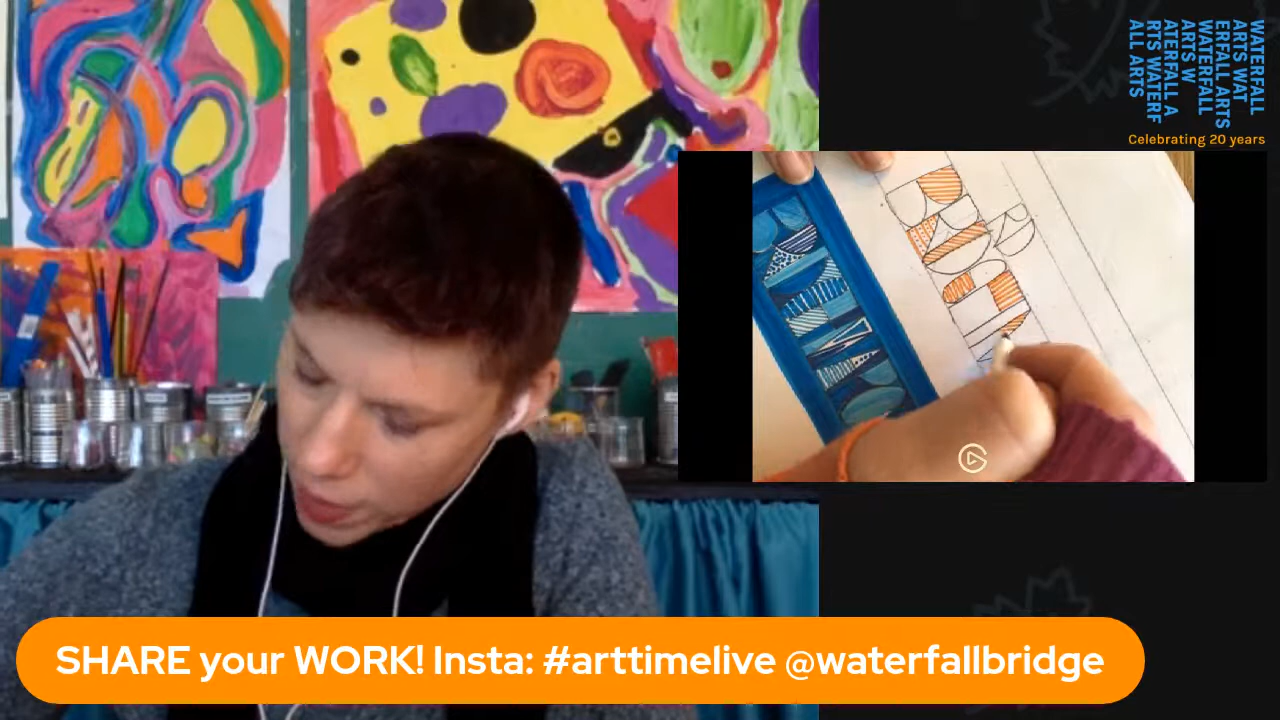 WATERFALL
ARTS WAT
ERFALL ARTS
WATERFALL
ARTS W
ATERFALL A
RTS WATERF
ALL ARTS
Celebrating 20 years
SHARE your WORK! Insta: #arttimelive @waterfallbridge